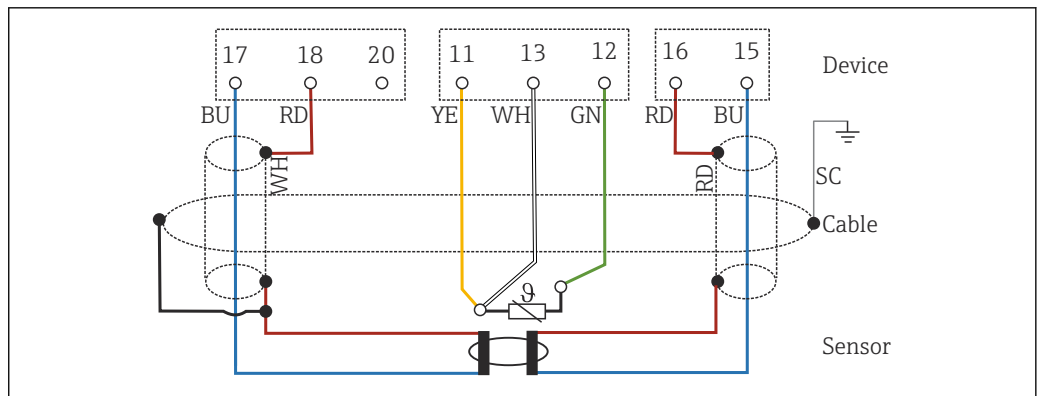 17 18 20 11 13 12 16 15
Device
BU RD YE WH GN RD BU
WH
RD
SC
Cable
ϑ
Sensor